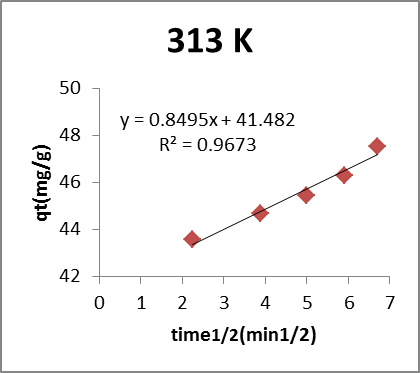 313 K
50
y = 0.8495x + 41.482
R² = 0.9673
48
46
44
42
qt(mg/g)
0 1 2 3 4 5 6 7
time1/2(min1/2)